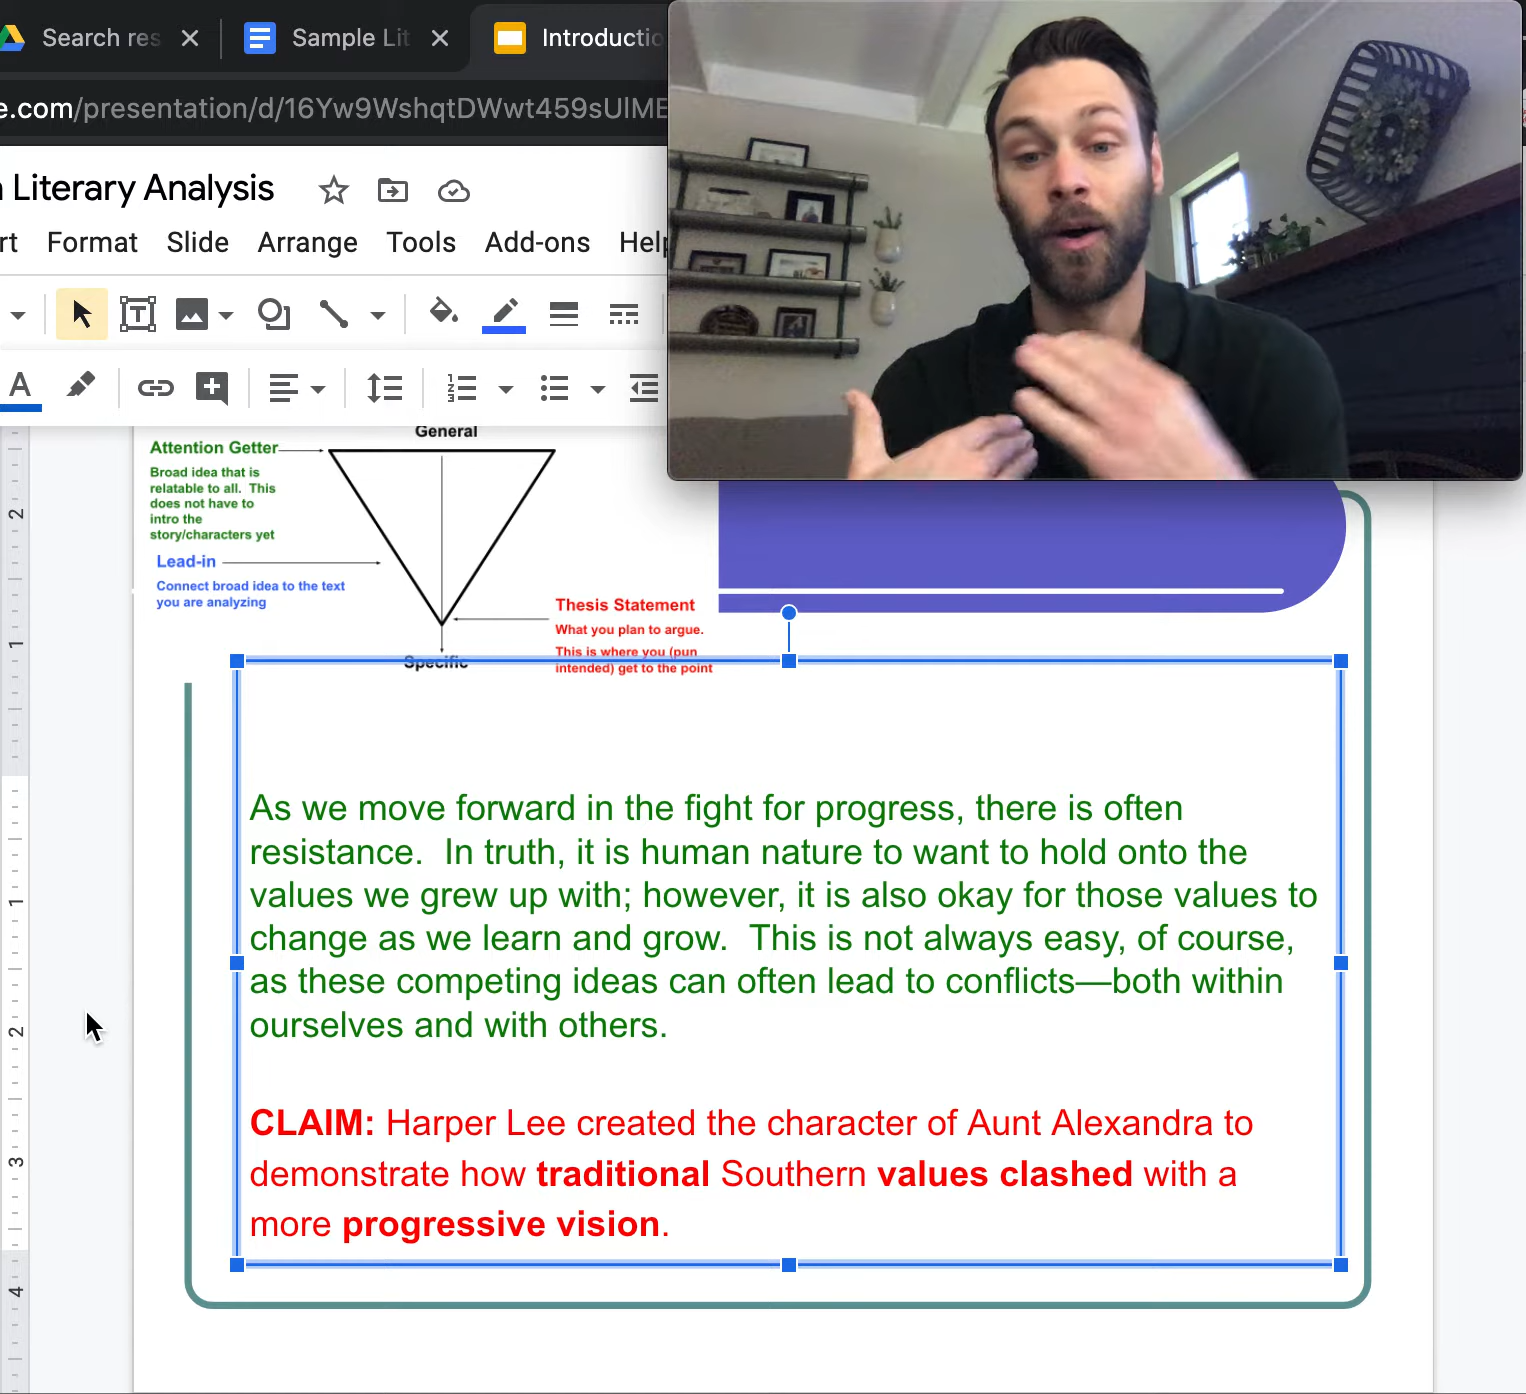 Search res
Sample Lit
Introductio
e.com/presentation/d/16Yw9WshqtDWwt459sUlME
Literary Analysis
rt Format Slide Arrange Tools Add-ons Help
General
Attention Getter
Broad idea that is
relatable to all. This
does not have to
intro the
story/characters yet
Lead-in
Connect broad idea to the text
you are analyzing
Thesis Statement
What you plan to argue.
This is where you (pun
intended) get to the point
Specific
As we move forward in the fight for progress, there is often
resistance. In truth, it is human nature to want to hold onto the
values we grew up with; however, it is also okay for those values to
change as we learn and grow. This is not always easy, of course,
as these competing ideas can often lead to conflicts—both within
ourselves and with others.
CLAIM: Harper Lee created the character of Aunt Alexandra to
demonstrate how traditional Southern values clashed with a
more progressive vision.
2
1
1
2
3
4